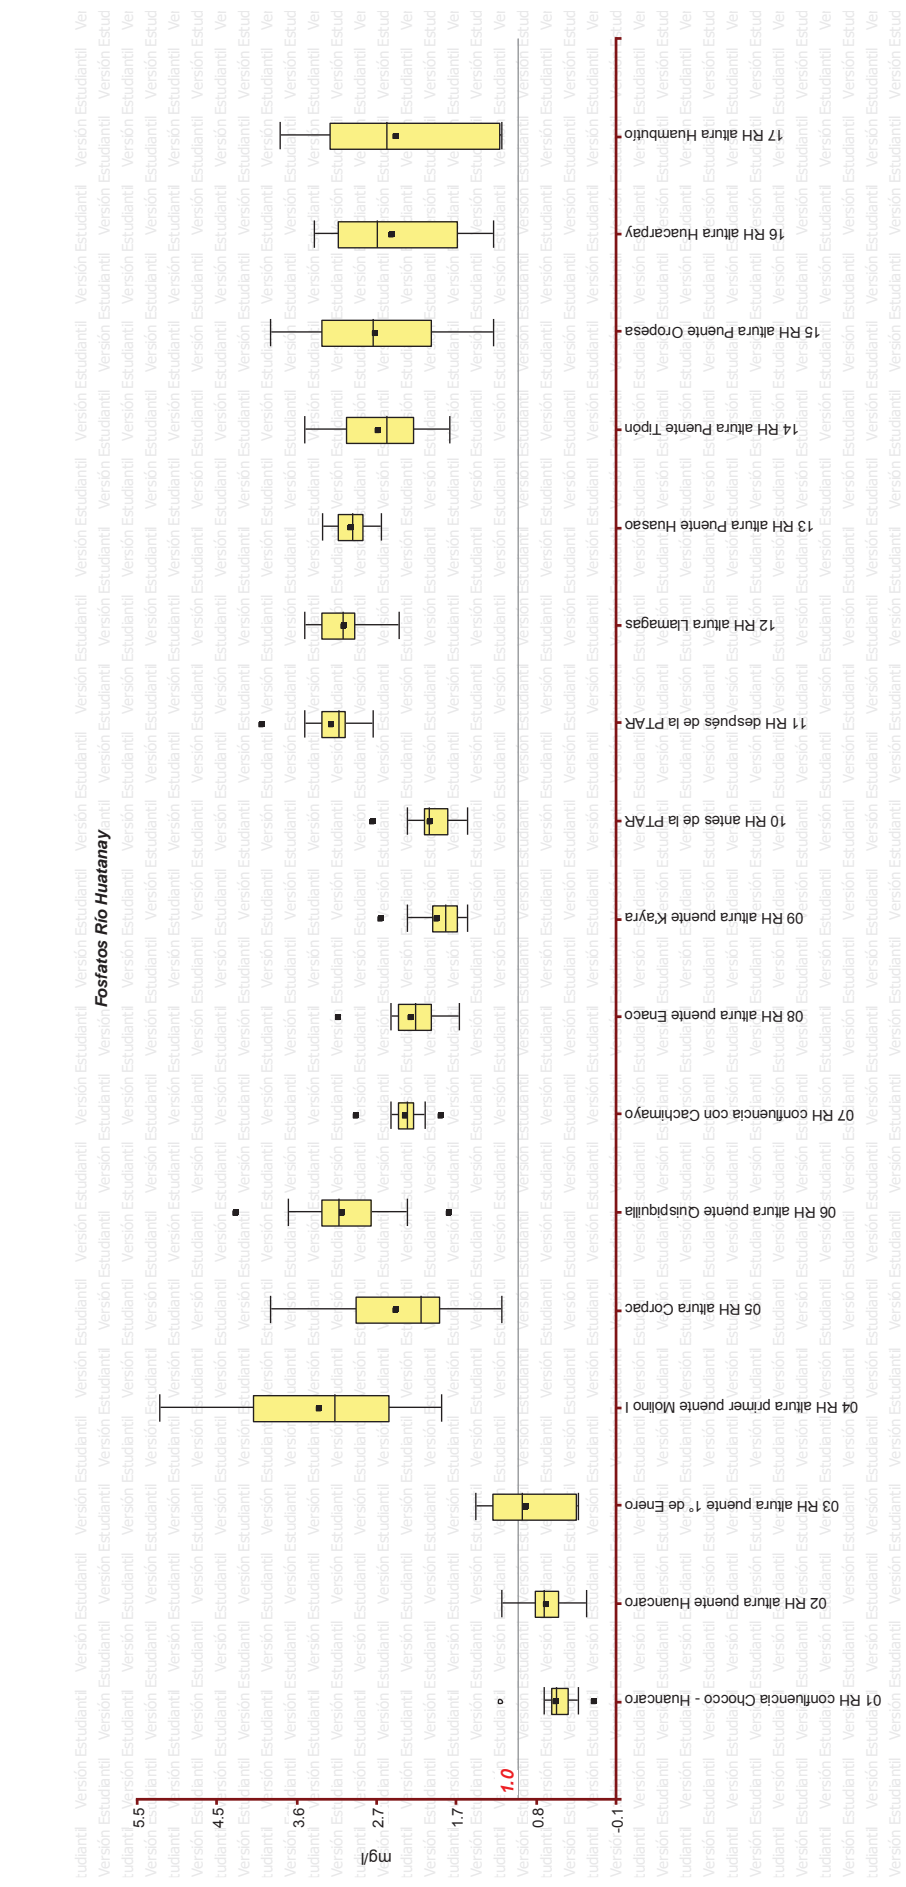 Fosfatos Río Huatanay
mg/l
5.5
4.5
3.6
2.7
1.7
0.8
-0.1
1.0
01 RH confluencia Chocco - Huancaro
02 RH altura puente Huancaro
03 RH altura puente 1° de Enero
04 RH altura primer puente Molino I
05 RH altura Corpac
06 RH altura puente Quispiquilla
07 RH confluencia con Cachimayo
08 RH altura puente Enaco
09 RH altura puente K'ayra
10 RH antes de la PTAR
11 RH después de la PTAR
12 RH altura Llamagas
13 RH altura Puente Huasao
14 RH altura Puente Tipón
15 RH altura Puente Oropesa
16 RH altura Huacarpay
17 RH altura Huambutio
Versión Estudiantil